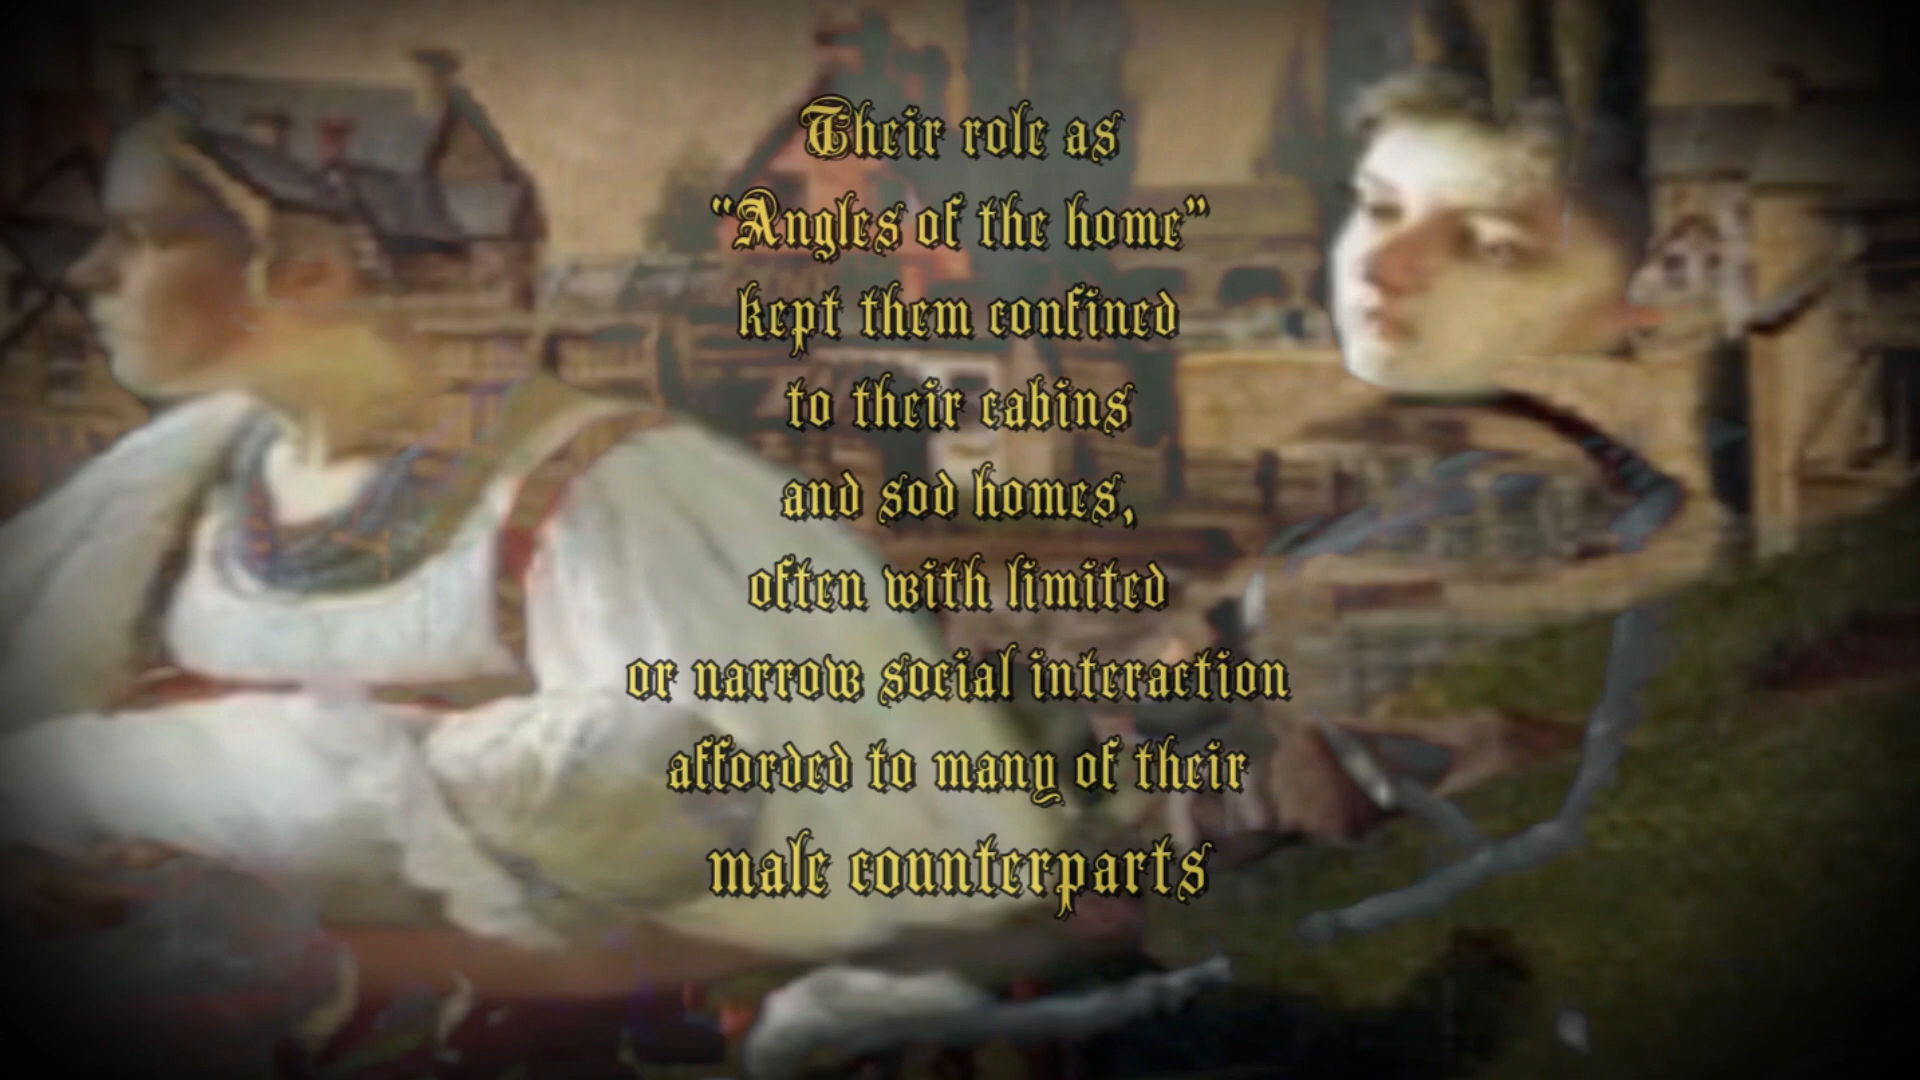 Their role as
“Angles of the home”
kept them confined
to their cabins
and sod homes,
often with limited
or narrow social interaction
afforded to many of their
male counterparts